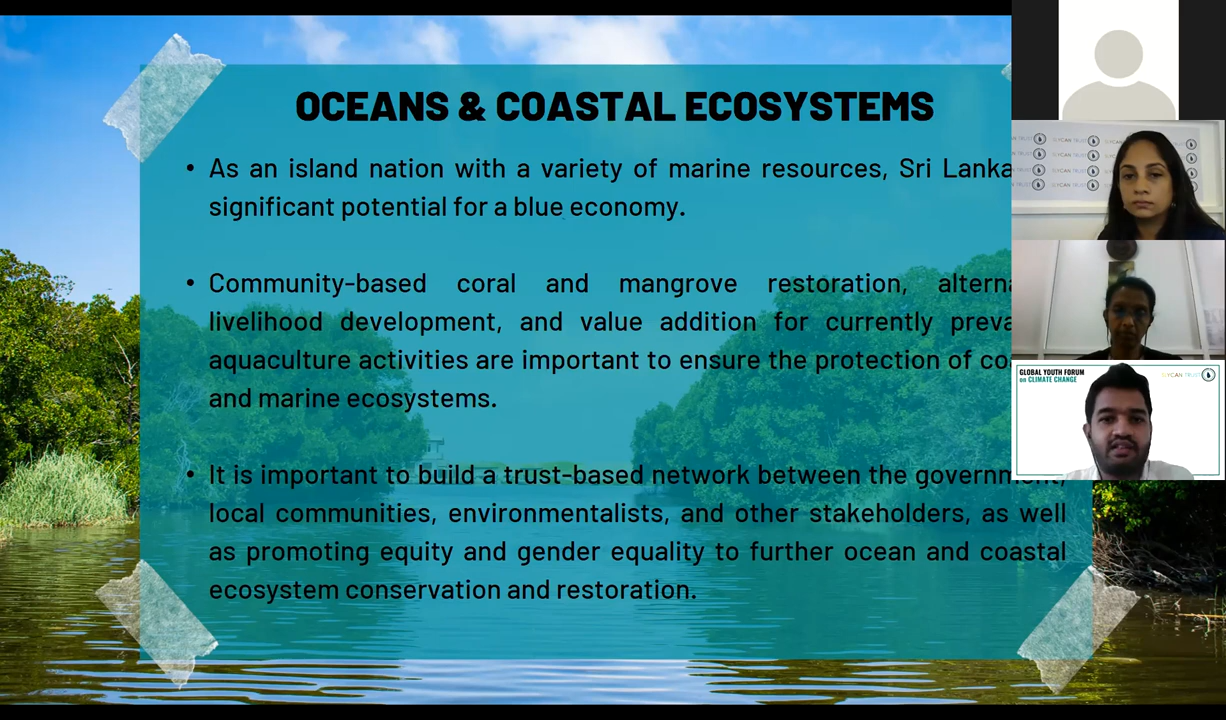 OCEANS & COASTAL ECOSYSTEMS
• As an island nation with a variety of marine resources, Sri Lanka
significant potential for a blue economy.
• Community-based coral and mangrove restoration,
livelihood development, and value addition for currently
aquaculture activities are important to ensure the protection of
and marine ecosystems.
• It is important to build a trust-based network between the government,
local communities, environmentalists, and other stakeholders, as well
as promoting equity and gender equality to further ocean and coastal
ecosystem conservation and restoration.
GLOBAL YOUTH FORUM
on CLIMATE CHANGE
SLYCAN TRUST